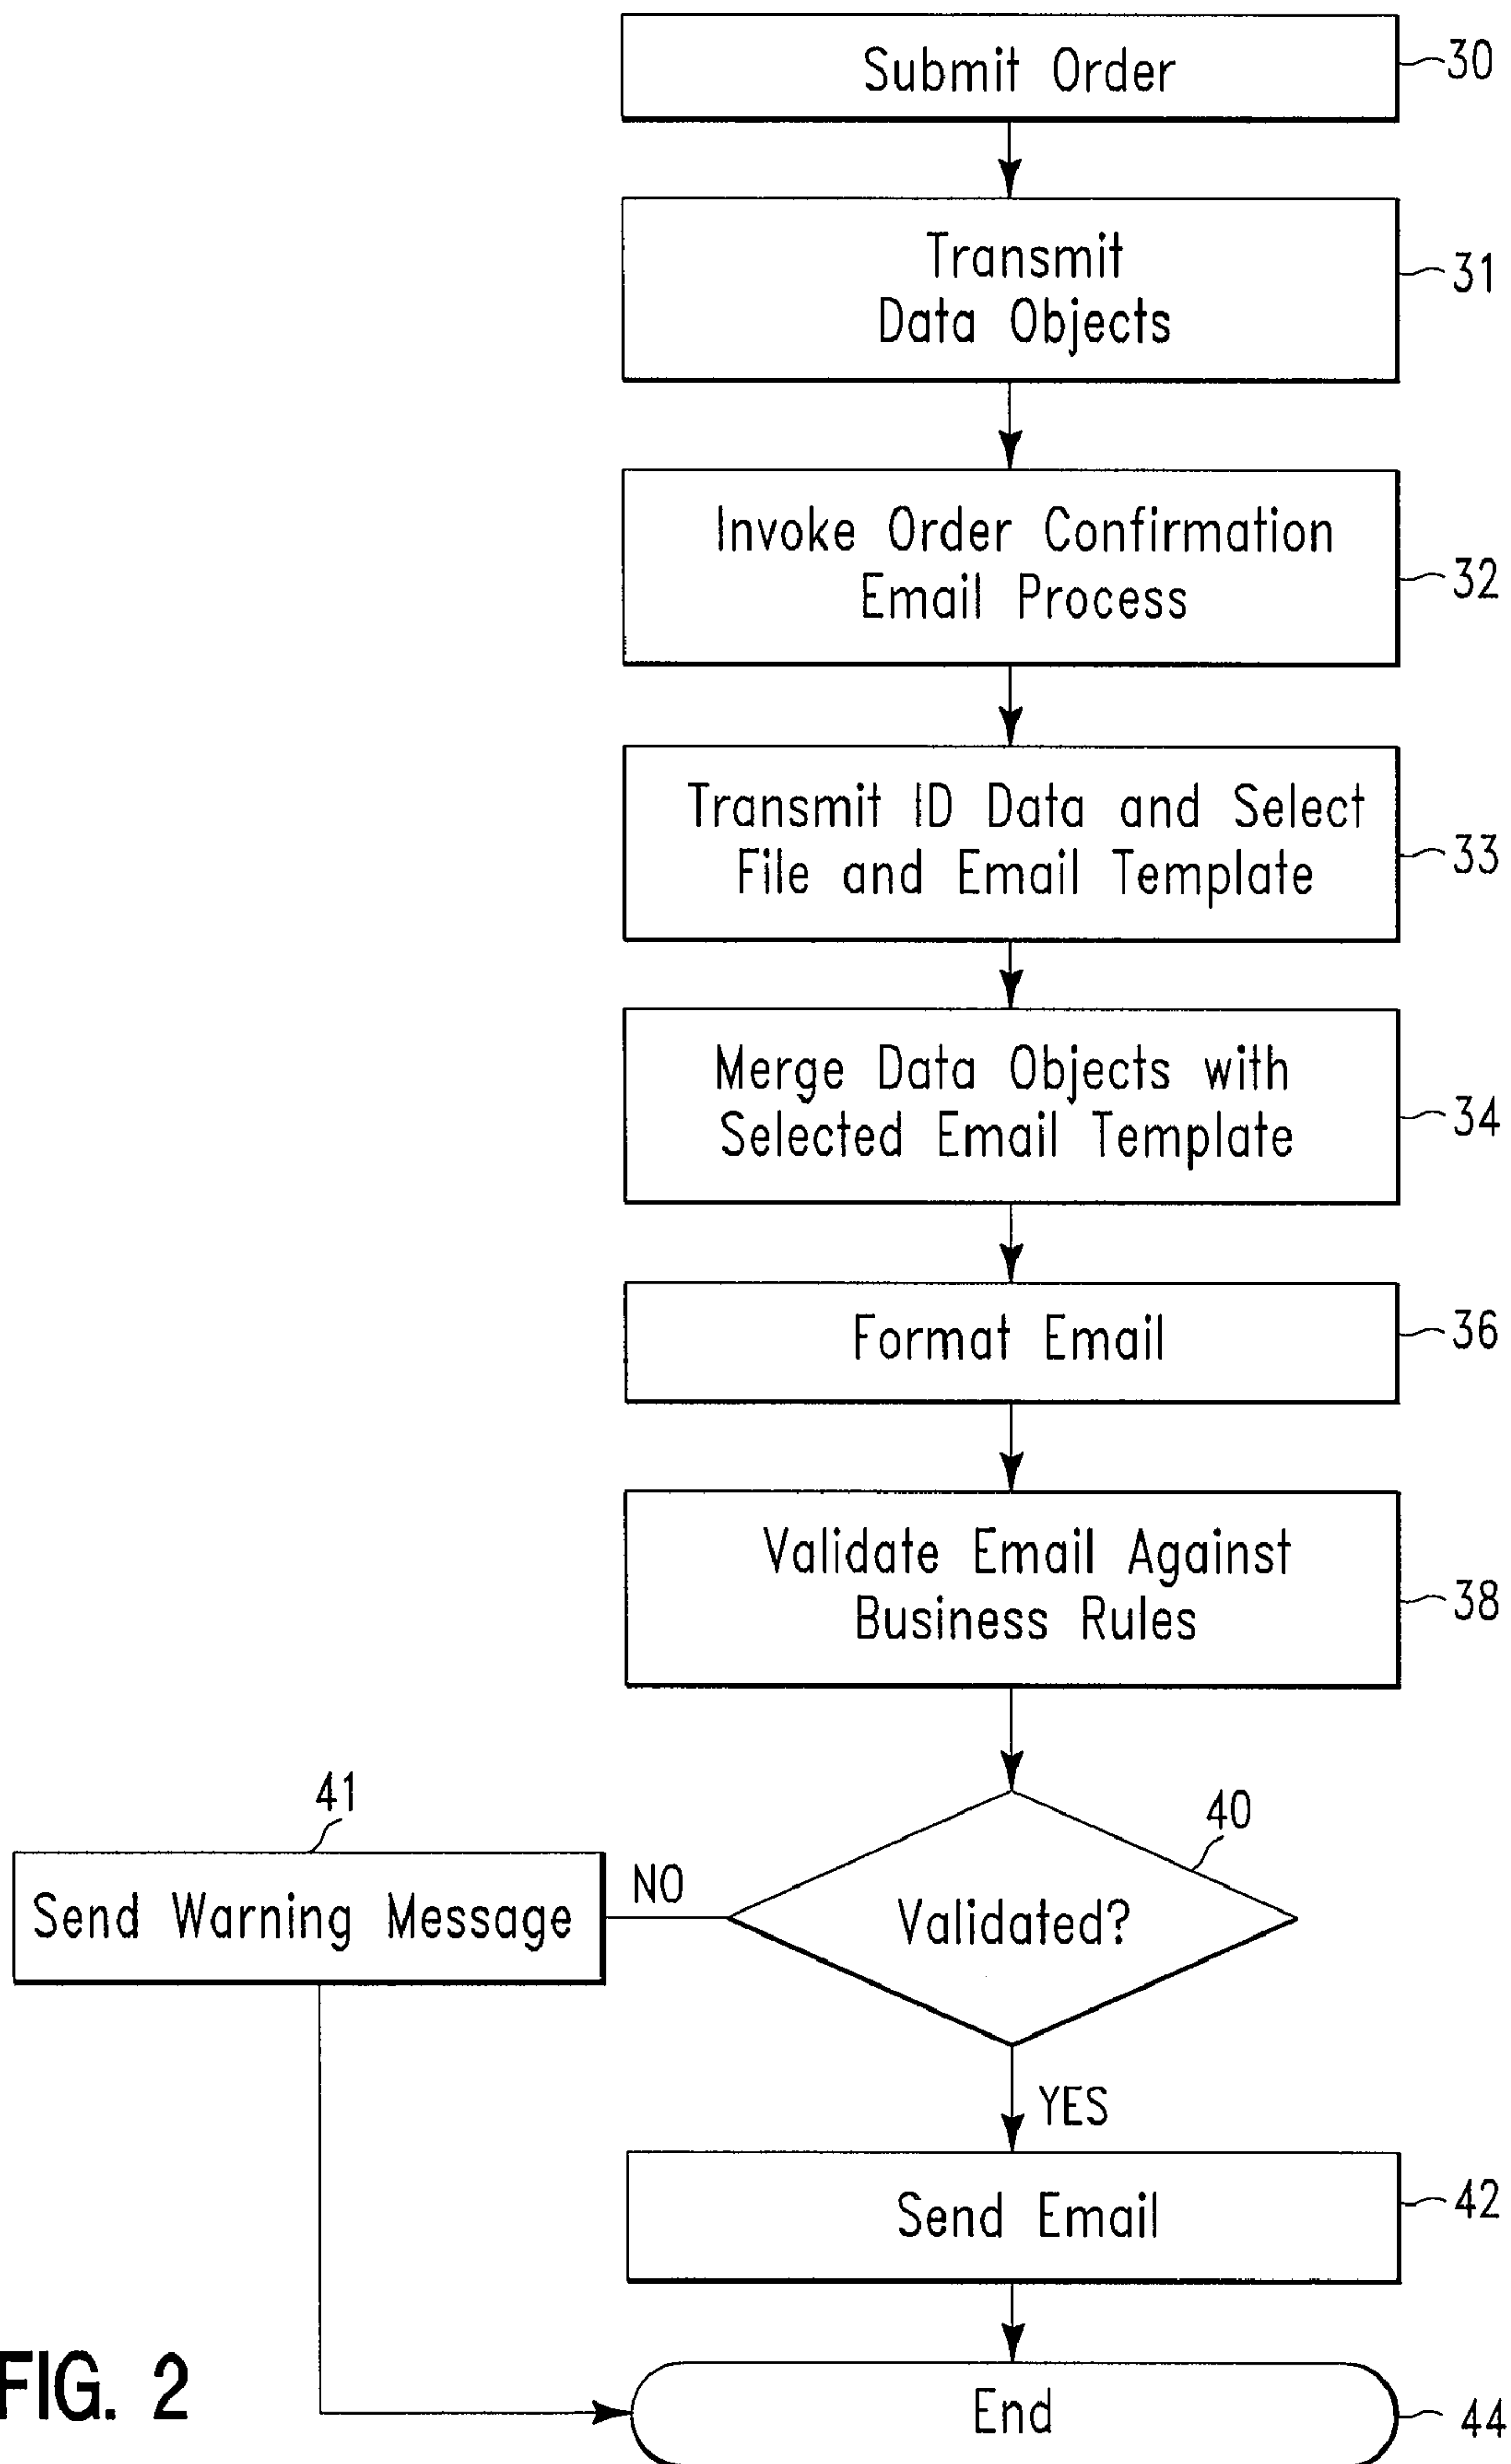 Submit Order
30
Transmit
Data Objects
31
Invoke Order Confirmation
Email Process
32
Transmit ID Data and Select
File and Email Template
33
Merge Data Objects with
Selected Email Template
34
Format Email
36
Validate Email Against
Business Rules
38
41
40
Send Warning Message
NO
Validated?
YES
Send Email
42
FIG. 2
End
44